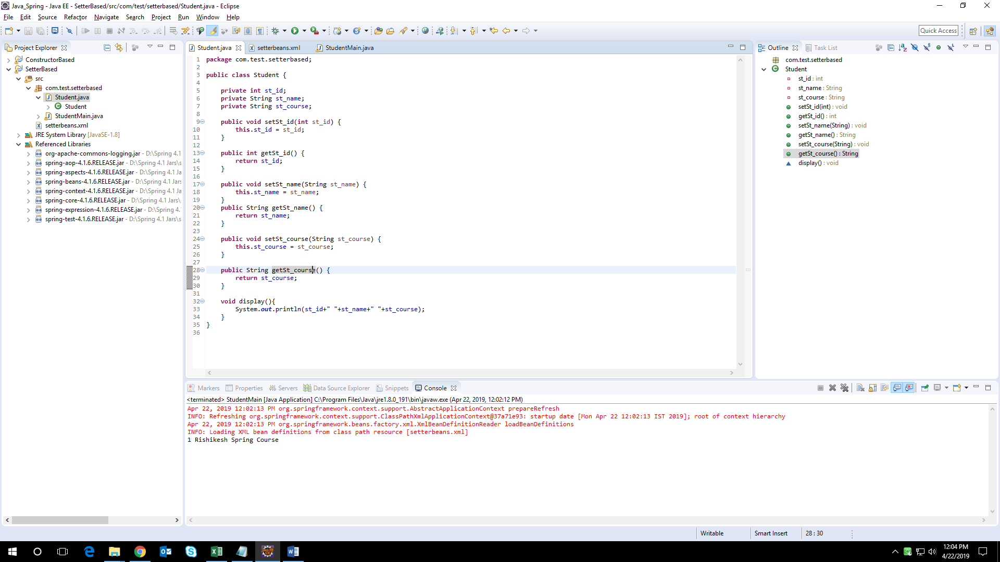 Java_Spring - Java EE - SetterBased/src/com/test/setterbased/Student.java - Eclipse
File Edit Source Refactor Navigate Search Project Run Window Help
Quick Access
Project Explorer
ConstructorBased
SetterBased
src
com.test.setterbased
Student.java
Student
StudentMain.java
setterbeans.xml
JRE System Library [JavaSE-1.8]
Referenced Libraries
org-apache-commons-logging.jar - D:\Spring 4.1
spring-aop-4.1.6.RELEASE.jar - D:\Spring 4.1 Jars\s
spring-aspects-4.1.6.RELEASE.jar - D:\Spring 4.1 Ja
spring-beans-4.1.6.RELEASE.jar - D:\Spring 4.1 Jars
spring-context-4.1.6.RELEASE.jar - D:\Spring 4.1 Ja
spring-core-4.1.6.RELEASE.jar - D:\Spring 4.1 Jars\
spring-expression-4.1.6.RELEASE.jar - D:\Spring 4.
spring-test-4.1.6.RELEASE.jar - D:\Spring 4.1 Jars\s
Student.java setterbeans.xml StudentMain.java
1 package com.test.setterbased;
2
3 public class Student {
4
5 private int st_id;
6 private String st_name;
7 private String st_course;
8
9 public void setSt_id(int st_id) {
10 this.st_id = st_id;
11 }
12
13 public int getSt_id() {
14 return st_id;
15 }
16
17 public void setSt_name(String st_name) {
18 this.st_name = st_name;
19 }
20 public String getSt_name() {
21 return st_name;
22 }
23
24 public void setSt_course(String st_course) {
25 this.st_course = st_course;
26 }
27
28 public String getSt_course() {
29 return st_course;
30 }
31
32 void display(){
33 System.out.println(st_id+" "+st_name+" "+st_course);
34 }
35 }
36
Outline Task List
com.test.setterbased
Student
st_id : int
st_name : String
st_course : String
setSt_id(int) : void
getSt_id() : int
setSt_name(String) : void
getSt_name() : String
setSt_course(String) : void
getSt_course() : String
display() : void
Markers Properties Servers Data Source Explorer Snippets Console
<terminated> StudentMain [Java Application] C:\Program Files\Java\jre1.8.0_191\bin\javaw.exe (Apr 22, 2019, 12:02:12 PM)
Apr 22, 2019 12:02:13 PM org.springframework.context.support.AbstractApplicationContext prepareRefresh
INFO: Refreshing org.springframework.context.support.ClassPathXmlApplicationContext@37a71e93: startup date [Mon Apr 22 12:02:13 IST 2019]; root of context hierarchy
Apr 22, 2019 12:02:13 PM org.springframework.beans.factory.xml.XmlBeanDefinitionReader loadBeanDefinitions
INFO: Loading XML bean definitions from class path resource [setterbeans.xml]
1 Rishikesh Spring Course
Writable Smart Insert 28 : 30
12:04 PM
4/22/2019